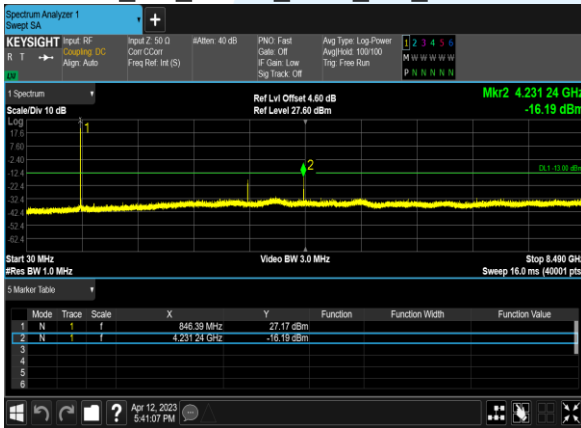 Spectrum Analyzer 1
Swept SA
+
KEYSIGHT Input: RF Input Z: 50 Ω #Atten: 40 dB PNO: Fast Avg Type: Log-Power 1 2 3 4 5 6
R T Coupling: DC Corr CCorr Gate: Off Avg|Hold: 100/100 M W W W W W
Align: Auto Freq Ref: Int (S) IF Gain: Low Trig: Free Run
Sig Track: Off P N N N N N
1 Spectrum Ref Lvl Offset 4.60 dB Mkr2 4.231 24 GHz
Scale/Div 10 dB Ref Level 27.60 dBm -16.19 dBm
Log
1
17.6
7.60
-2.40
2
DL1 -13.00 dBm
-12.4
-22.4
-32.4
-42.4
-52.4
-62.4
Start 30 MHz Video BW 3.0 MHz Stop 8.490 GHz
#Res BW 1.0 MHz Sweep 16.0 ms (40001 pts)
5 Marker Table
Mode Trace Scale X Y Function Function Width Function Value
1 N 1 f 846.39 MHz 27.17 dBm
2 N 1 f 4.231 24 GHz -16.19 dBm
3
4
5
6
? Apr 12, 2023
5:41:07 PM